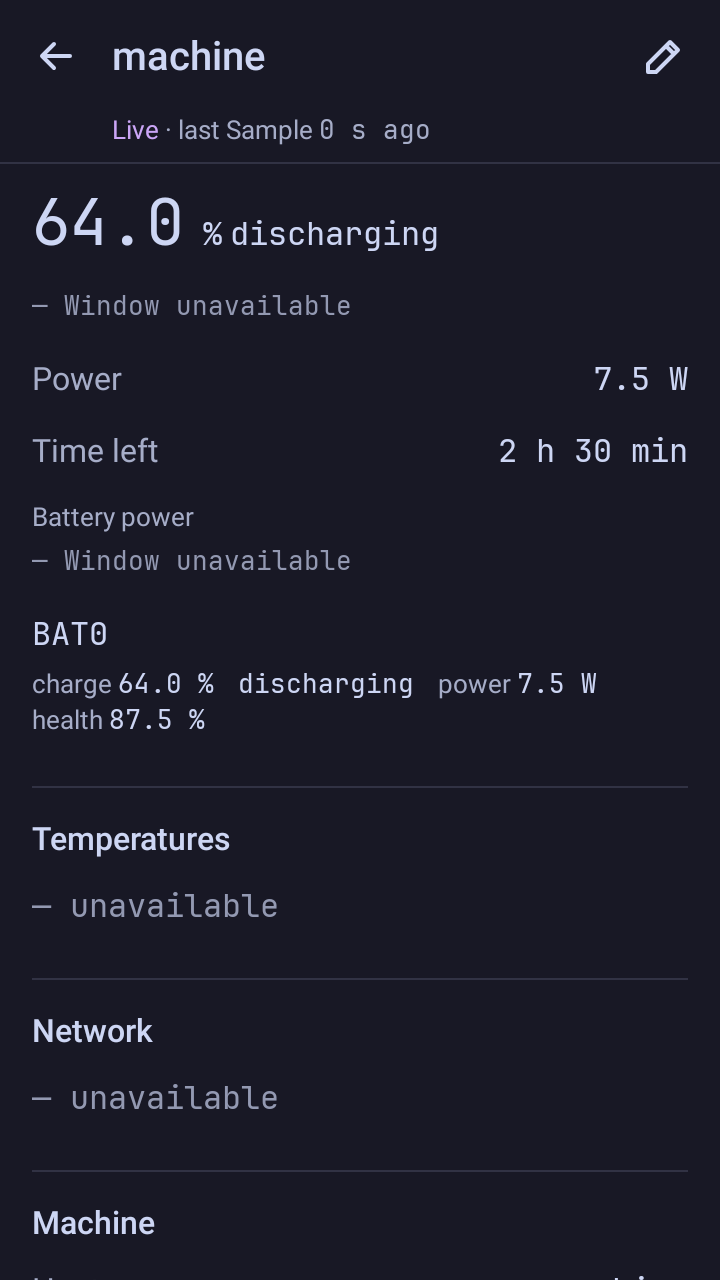 machine
Live · last Sample 0 s ago
64.0 % discharging
— Window unavailable
Power 7.5 W
Time left 2 h 30 min
Battery power
— Window unavailable
BAT0
charge 64.0 % discharging power 7.5 W
health 87.5 %
Temperatures
— unavailable
Network
— unavailable
Machine